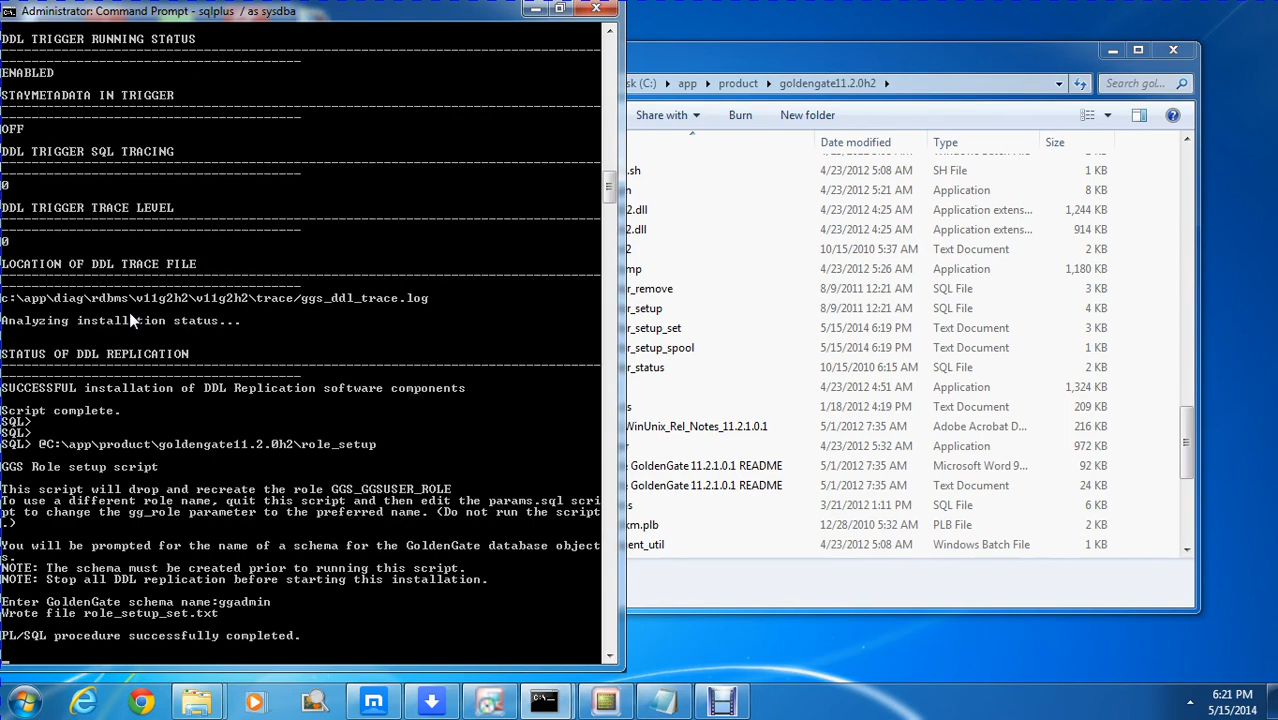 Administrator: Command Prompt - sqlplus / as sysdba
DDL TRIGGER RUNNING STATUS
ENABLED
STAYMETADATA IN TRIGGER
OFF
DDL TRIGGER SQL TRACING
0
DDL TRIGGER TRACE LEVEL
0
LOCATION OF DDL TRACE FILE
c:\app\diag\rdbms\v11g2h2\v11g2h2\trace/ggs_ddl_trace.log
Analyzing installation status...
STATUS OF DDL REPLICATION
SUCCESSFUL installation of DDL Replication software components
Script complete.
SQL>
SQL>
SQL> @C:\app\product\goldengate11.2.0h2\role_setup
GGS Role setup script
This script will drop and recreate the role GGS_GGSUSER_ROLE
To use a different role name, quit this script and then edit the params.sql scri
pt to change the gg_role parameter to the preferred name. (Do not run the script
.)
You will be prompted for the name of a schema for the GoldenGate database object
s.
NOTE: The schema must be created prior to running this script.
NOTE: Stop all DDL replication before starting this installation.
Enter GoldenGate schema name:ggadmin
Wrote file role_setup_set.txt
PL/SQL procedure successfully completed.
sk (C:) app product goldengate11.2.0h2 Search gol...
Share with Burn New folder
Date modified Type Size
.sh 4/23/2012 5:08 AM SH File 1 KB
n 4/23/2012 5:21 AM Application 8 KB
2.dll 4/23/2012 5:21 AM Application extens... 1,244 KB
2.dll 4/23/2012 4:25 AM Application extens... 914 KB
10/15/2010 5:37 AM Text Document 2 KB
mp 4/23/2012 5:26 AM Application 1,180 KB
r_remove 8/9/2011 12:21 AM SQL File 3 KB
r_setup 8/9/2011 12:21 AM SQL File 4 KB
r_setup_set 5/15/2014 6:19 PM Text Document 3 KB
r_setup_spool 5/15/2014 6:19 PM Text Document 1 KB
r_status 10/15/2010 6:15 AM SQL File 1 KB
4/23/2012 4:51 AM Application 1,324 KB
s 1/18/2012 4:19 PM Text Document 209 KB
WinUnix_Rel_Notes_11.2.1.0.1 5/1/2012 7:35 AM Adobe Acrobat D... 216 KB
4/23/2012 5:32 AM Application 972 KB
e GoldenGate 11.2.1.0.1 README 5/1/2012 7:35 AM Microsoft Word 9... 92 KB
e GoldenGate 11.2.1.0.1 README 5/1/2012 7:35 AM Text Document 24 KB
s 3/21/2012 1:11 PM SQL File 6 KB
km.plb 12/28/2010 5:32 AM PLB File 2 KB
ent_util 4/23/2012 5:08 AM Windows Batch File 1 KB
6:21 PM
5/15/2014